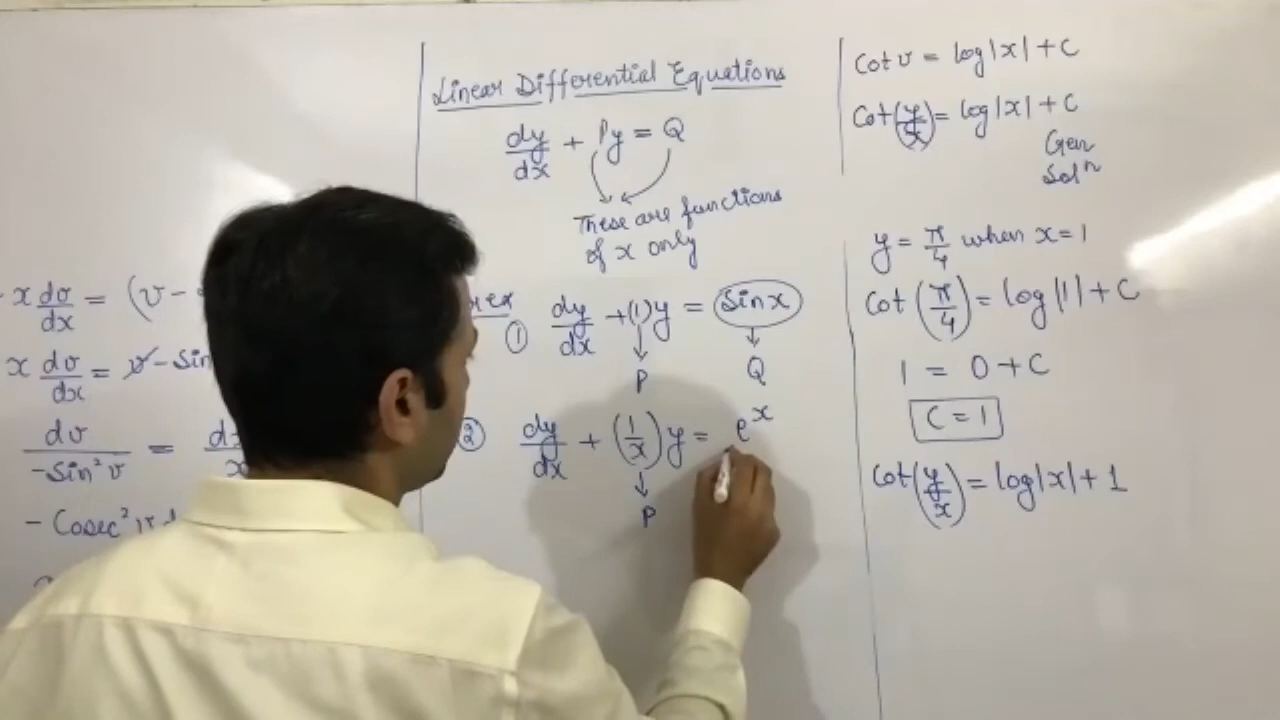 x dv/dx = (v -
x dv/dx = v - Sin
dv/-Sin² v = d
- Cosec² v d
Linear Differential Equations
dy/dx + Py = Q
These are functions
of x only
① dy/dx + (1)y = Sin x
P Q
② dy/dx + (1/x) y = e^x
P
Cot v = log|x| + C
Cot(y/x) = log|x| + C
Gen
Solⁿ
y = π/4 when x = 1
Cot (π/4) = log |1| + C
1 = 0 + C
C = 1
Cot(y/x) = log|x| + 1